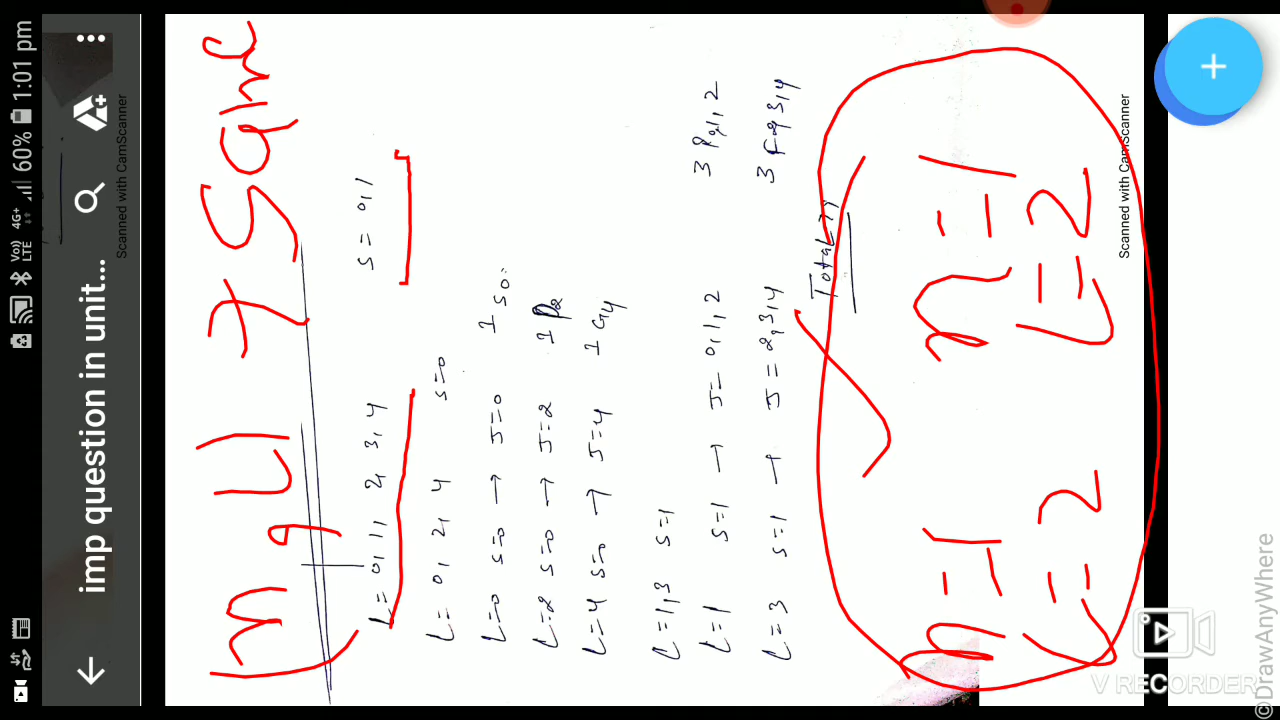 1:01 pm
60%
4G+
Vo))
LTE
imp question in unit...
Scanned with CamScanner
L = 0, 1, 2, 3, 4 S = 0, 1
L = 0, 2, 4 S=0
L=0 S=0 → J=0 1 S0
L=2 S=0 → J=2 1 D2
L=4 S=0 → J=4 1 G4
L = 1, 3 S=1
L = 1 S=1 → J=0, 1, 2 3 P0, 1, 2
L = 3 S=1 → J=2, 3, 4 3 F2, 3, 4
n = 1 n = 1
L = 2 L = 2
Scanned with CamScanner
V RECORDER
©DrawAnyWhere